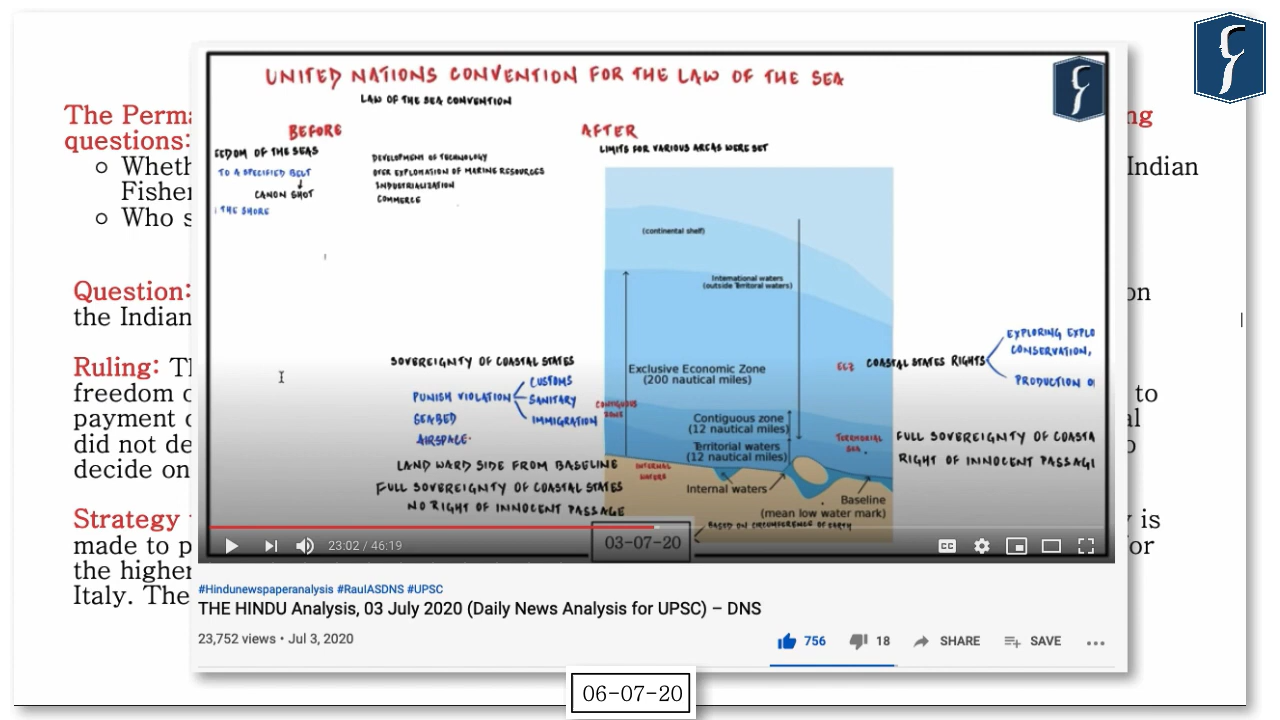 The Perma
questions:
ng
o Wheth
Indian
Fisher
o Who s
Question:
on
the Indian
Ruling: Tl
freedom o
to
payment o
al
did not de
decide on
Strategy
y is
made to p
or
the higher
Italy. The
UNITED NATIONS CONVENTION FOR THE LAW OF THE SEA
LAW OF THE SEA CONVENTION
BEFORE
AFTER
EEDOM OF THE SEAS
LIMITS FOR VARIOUS AREAS WERE SET
TO A SPECIFIED BELT
CANON SHOT
THE SHORE
DEVELOPMENT OF TECHNOLOGY
OVER EXPLOITATION OF MARINE RESOURCES
INDUSTRIALIZATION
COMMERCE
(continental shelf)
International waters
(outside Territoral waters)
SOVEREIGNTY OF COASTAL STATES
PUNISH VIOLATION
CUSTOMS
SANITARY
IMMIGRATION
SEABED
AIRSPACE
CONTIGUOUS
ZONE
Exclusive Economic Zone
(200 nautical miles)
Contiguous zone
(12 nautical miles)
Territorial waters
(12 nautical miles)
EEZ
COASTAL STATES RIGHTS
EXPLORING EXPLO
CONSERVATION,
PRODUCTION O
TERRITORIAL
SEA
FULL SOVEREIGNTY OF COASTA
RIGHT OF INNOCENT PASSAG
LAND WARD SIDE FROM BASELINE
INTERNAL
WATERS
FULL SOVEREIGNTY OF COASTAL STATES
NO RIGHT OF INNOCENT PASSAGE
Internal waters
Baseline
(mean low water mark)
BASED ON CIRCUMFERENCE OF EARTH
23:02 / 46:19
03-07-20
CC
#Hindunewspaperanalysis #RauIASDNS #UPSC
THE HINDU Analysis, 03 July 2020 (Daily News Analysis for UPSC) – DNS
23,752 views • Jul 3, 2020
756
18
SHARE
SAVE
06-07-20